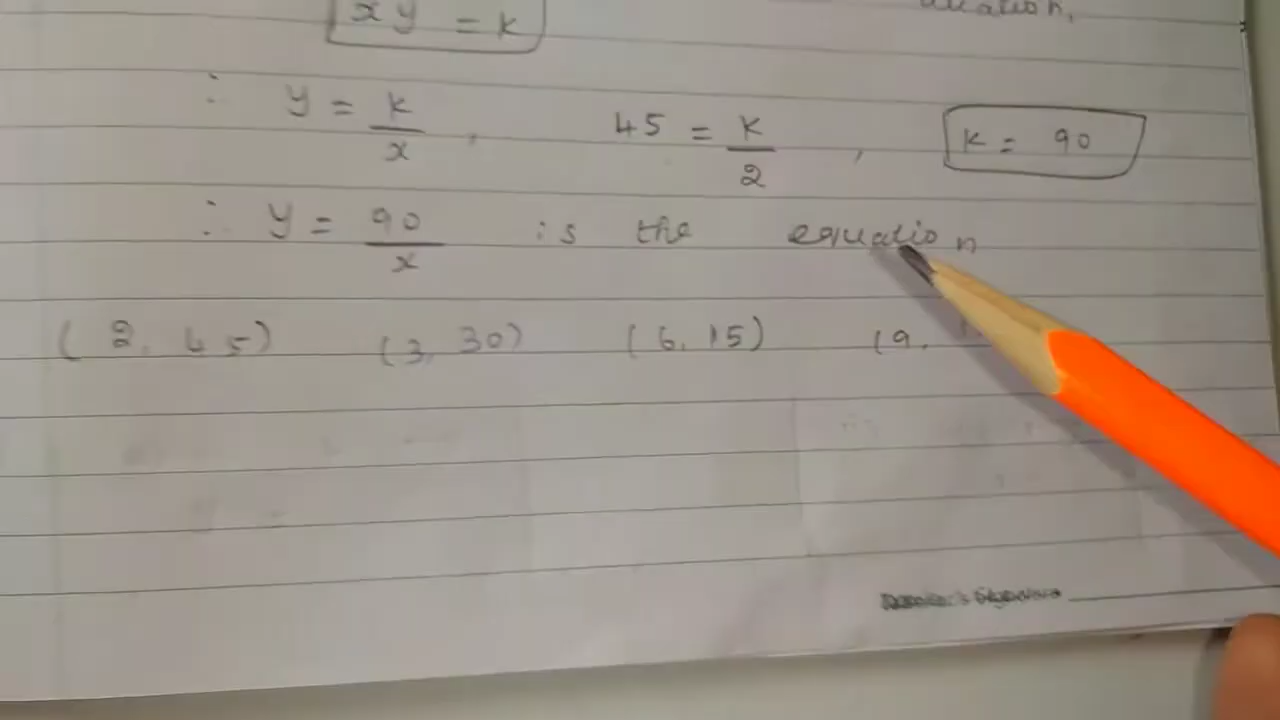 xy = k
∴ y = k/x , 45 = k/2 , k = 90
∴ y = 90/x is the equation
(2, 45) (3, 30) (6, 15) (9,